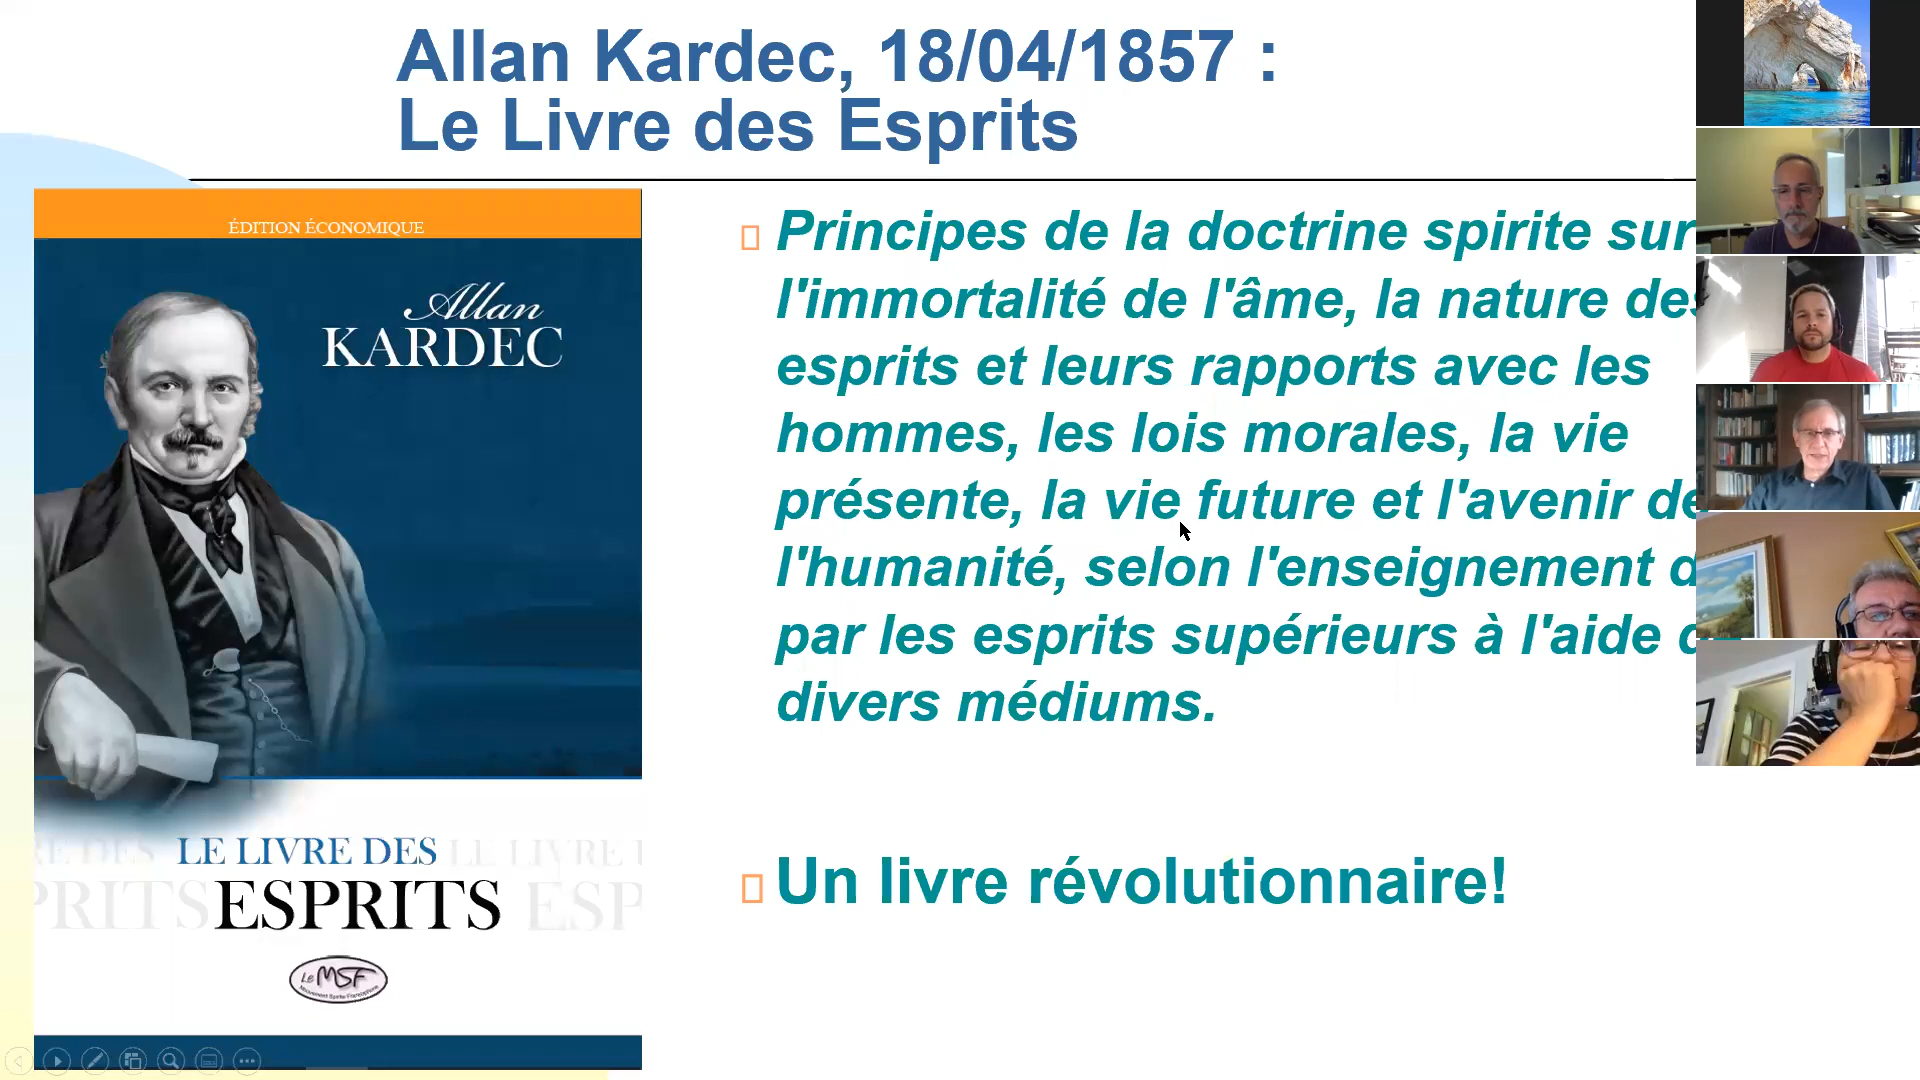 Allan Kardec, 18/04/1857 :
Le Livre des Esprits
ÉDITION ÉCONOMIQUE
Allan
KARDEC
LE LIVRE DES
ESPRITS
Le MSF
Mouvement Spirite Francophone
Principes de la doctrine spirite sur
l'immortalité de l'âme, la nature des
esprits et leurs rapports avec les
hommes, les lois morales, la vie
présente, la vie future et l'avenir de
l'humanité, selon l'enseignement
par les esprits supérieurs à l'aide
divers médiums.
Un livre révolutionnaire!